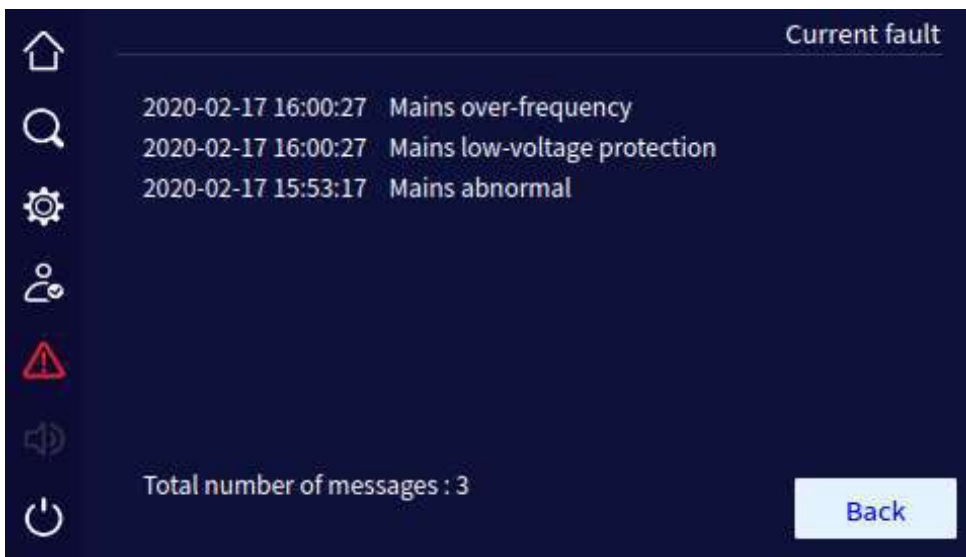 Current fault
2020-02-17 16:00:27 Mains over-frequency
2020-02-17 16:00:27 Mains low-voltage protection
2020-02-17 15:53:17 Mains abnormal
Total number of messages : 3
Back